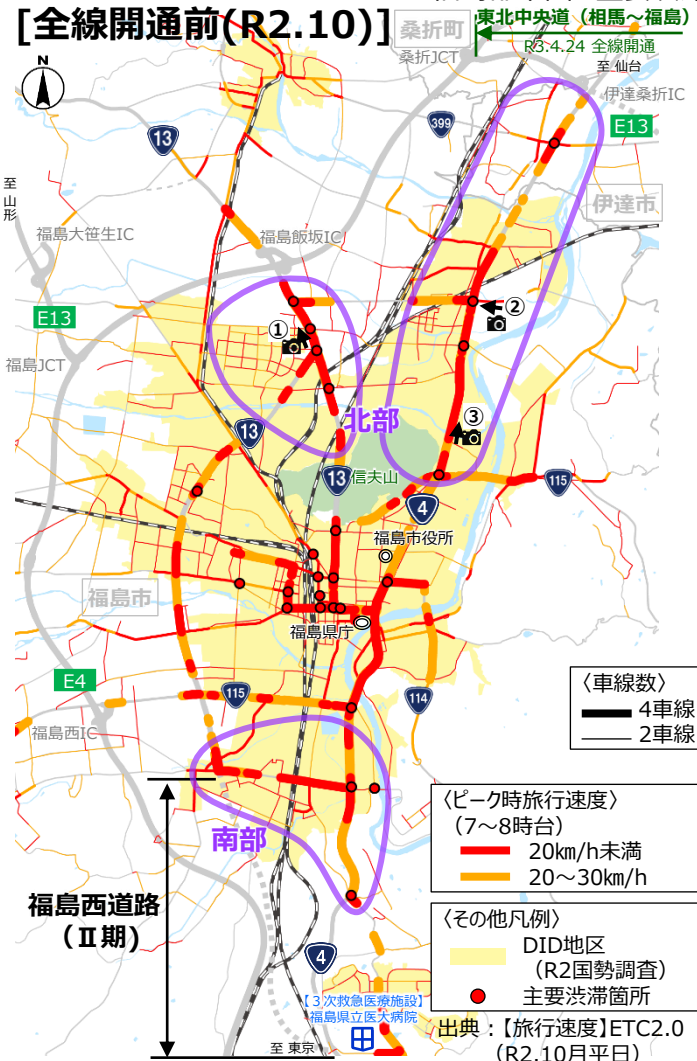 [全線開通前(R2.10)]
東北中央道（相馬～福島）
R3.4.24 全線開通
桑折町
桑折JCT
至 仙台
伊達桑折IC
E13
N
13
399
至 山形
伊達市
福島大笹生IC
福島飯坂IC
E13
①
②
福島JCT
③
北部
13
13
信夫山
4
115
福島市役所
福島市
福島県庁
E4
115
114
福島西IC
〈車線数〉
4車線
2車線
南部
〈ピーク時旅行速度〉
（7～8時台）
20km/h未満
20～30km/h
福島西道路
（Ⅱ期）
〈その他凡例〉
DID地区
（R2国勢調査）
主要渋滞箇所
4
【３次救急医療施設】
福島県立医大病院
至 東京
出典：【旅行速度】ETC2.0
（R2.10月平日）